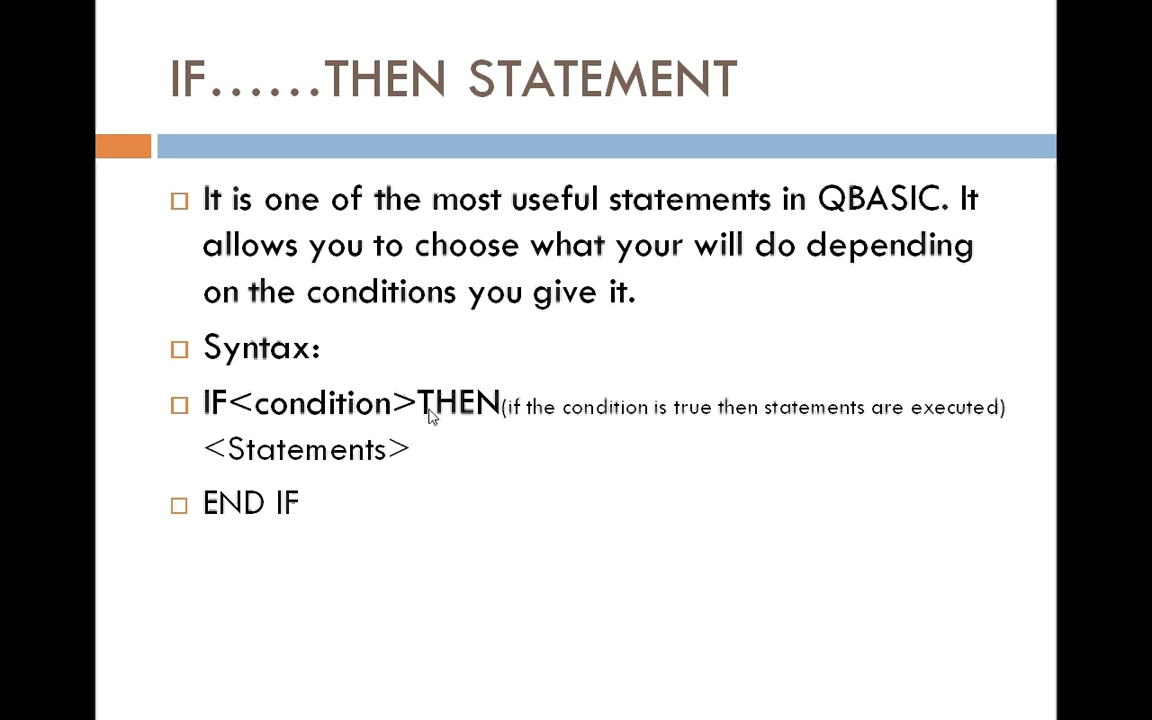 IF......THEN STATEMENT
It is one of the most useful statements in QBASIC. It
allows you to choose what your will do depending
on the conditions you give it.
Syntax:
IF<condition>THEN(if the condition is true then statements are executed)
<Statements>
END IF